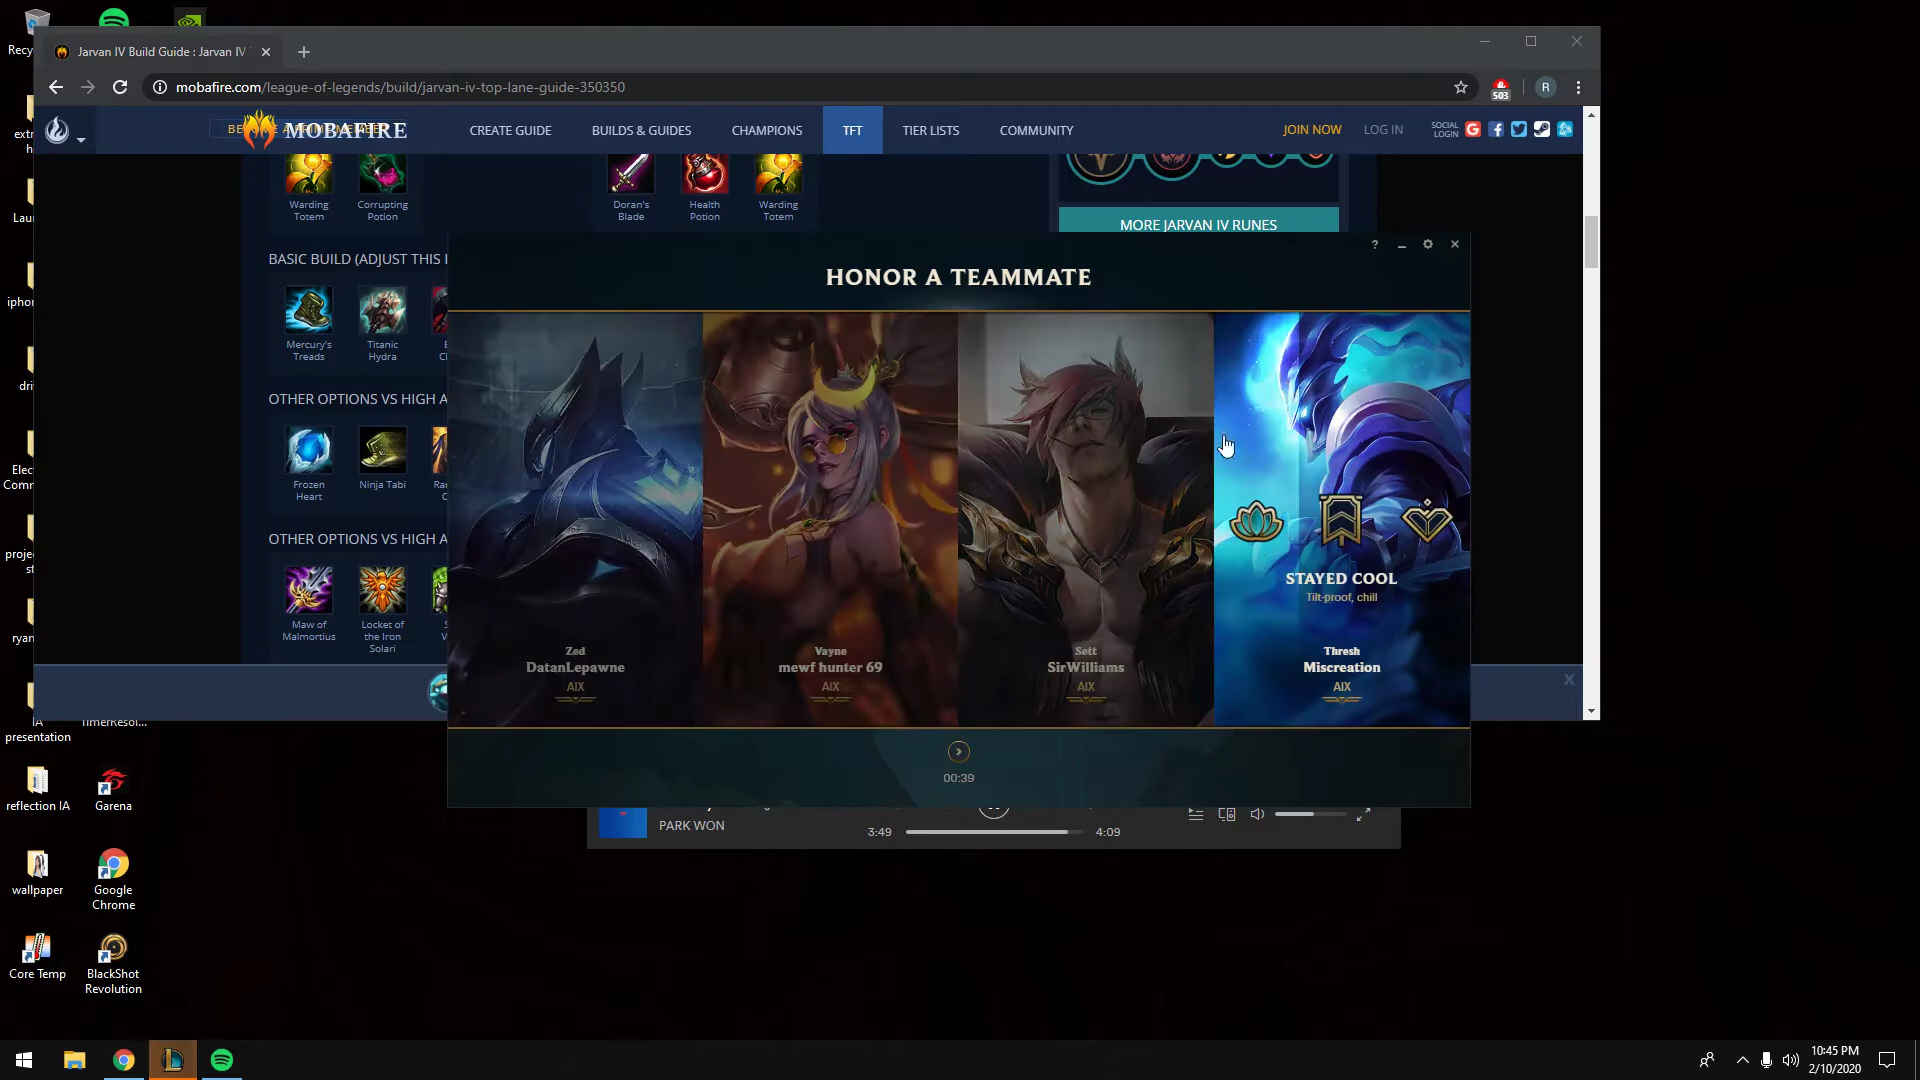 Jarvan IV Build Guide : Jarvan IV
mobafire.com/league-of-legends/build/jarvan-iv-top-lane-guide-350350
503
R
MOBAFIRE
CREATE GUIDE
BUILDS & GUIDES
CHAMPIONS
TFT
TIER LISTS
COMMUNITY
JOIN NOW
LOG IN
SOCIAL
LOGIN
Warding
Totem
Corrupting
Potion
Doran's
Blade
Health
Potion
Warding
Totem
MORE JARVAN IV RUNES
BASIC BUILD (ADJUST THIS
Mercury's
Treads
Titanic
Hydra
OTHER OPTIONS VS HIGH A
Frozen
Heart
Ninja Tabi
OTHER OPTIONS VS HIGH A
Maw of
Malmortius
Locket of
the Iron
Solari
X
?
HONOR A TEAMMATE
STAYED COOL
Tilt-proof, chill
Zed
DatanLepawne
AIX
Vayne
mewf hunter 69
AIX
Sett
SirWilliams
AIX
Thresh
Miscreation
AIX
00:39
PARK WON
3:49
4:09
presentation
reflection IA
Garena
wallpaper
Google
Chrome
Core Temp
BlackShot
Revolution
10:45 PM
2/10/2020